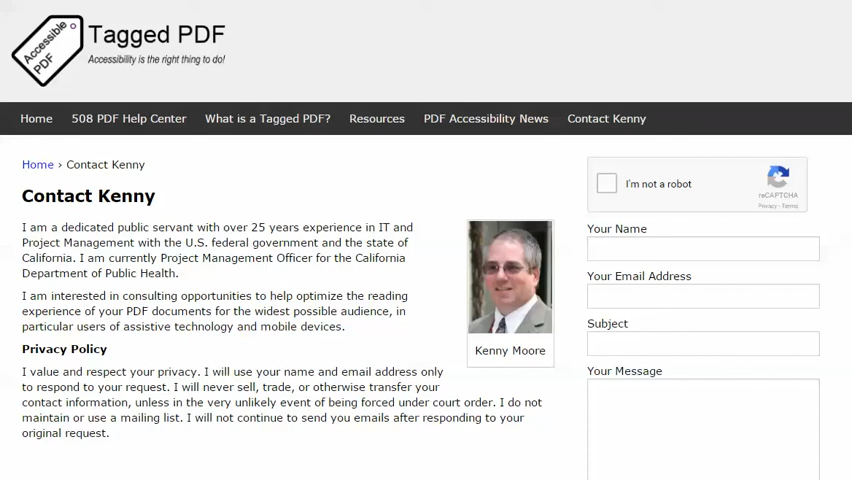 Accessible
PDF
Tagged PDF
Accessibility is the right thing to do!
Home
508 PDF Help Center
What is a Tagged PDF?
Resources
PDF Accessibility News
Contact Kenny
Home › Contact Kenny
Contact Kenny
I am a dedicated public servant with over 25 years experience in IT and
Project Management with the U.S. federal government and the state of
California. I am currently Project Management Officer for the California
Department of Public Health.
I am interested in consulting opportunities to help optimize the reading
experience of your PDF documents for the widest possible audience, in
particular users of assistive technology and mobile devices.
Kenny Moore
Privacy Policy
I value and respect your privacy. I will use your name and email address only
to respond to your request. I will never sell, trade, or otherwise transfer your
contact information, unless in the very unlikely event of being forced under court order. I do not
maintain or use a mailing list. I will not continue to send you emails after responding to your
original request.
I'm not a robot
reCAPTCHA
Privacy - Terms
Your Name
Your Email Address
Subject
Your Message